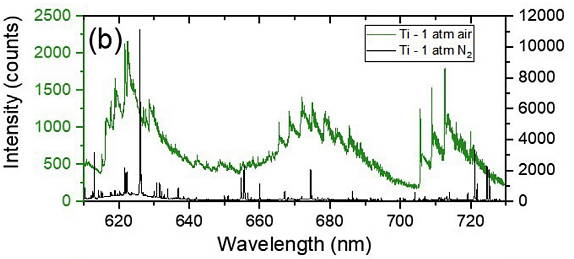 (b)
Ti - 1 atm air
Ti - 1 atm N₂
Intensity (counts)
2500
2000
1500
1000
500
0
12000
10000
8000
6000
4000
2000
0
620 640 660 680 700 720
Wavelength (nm)